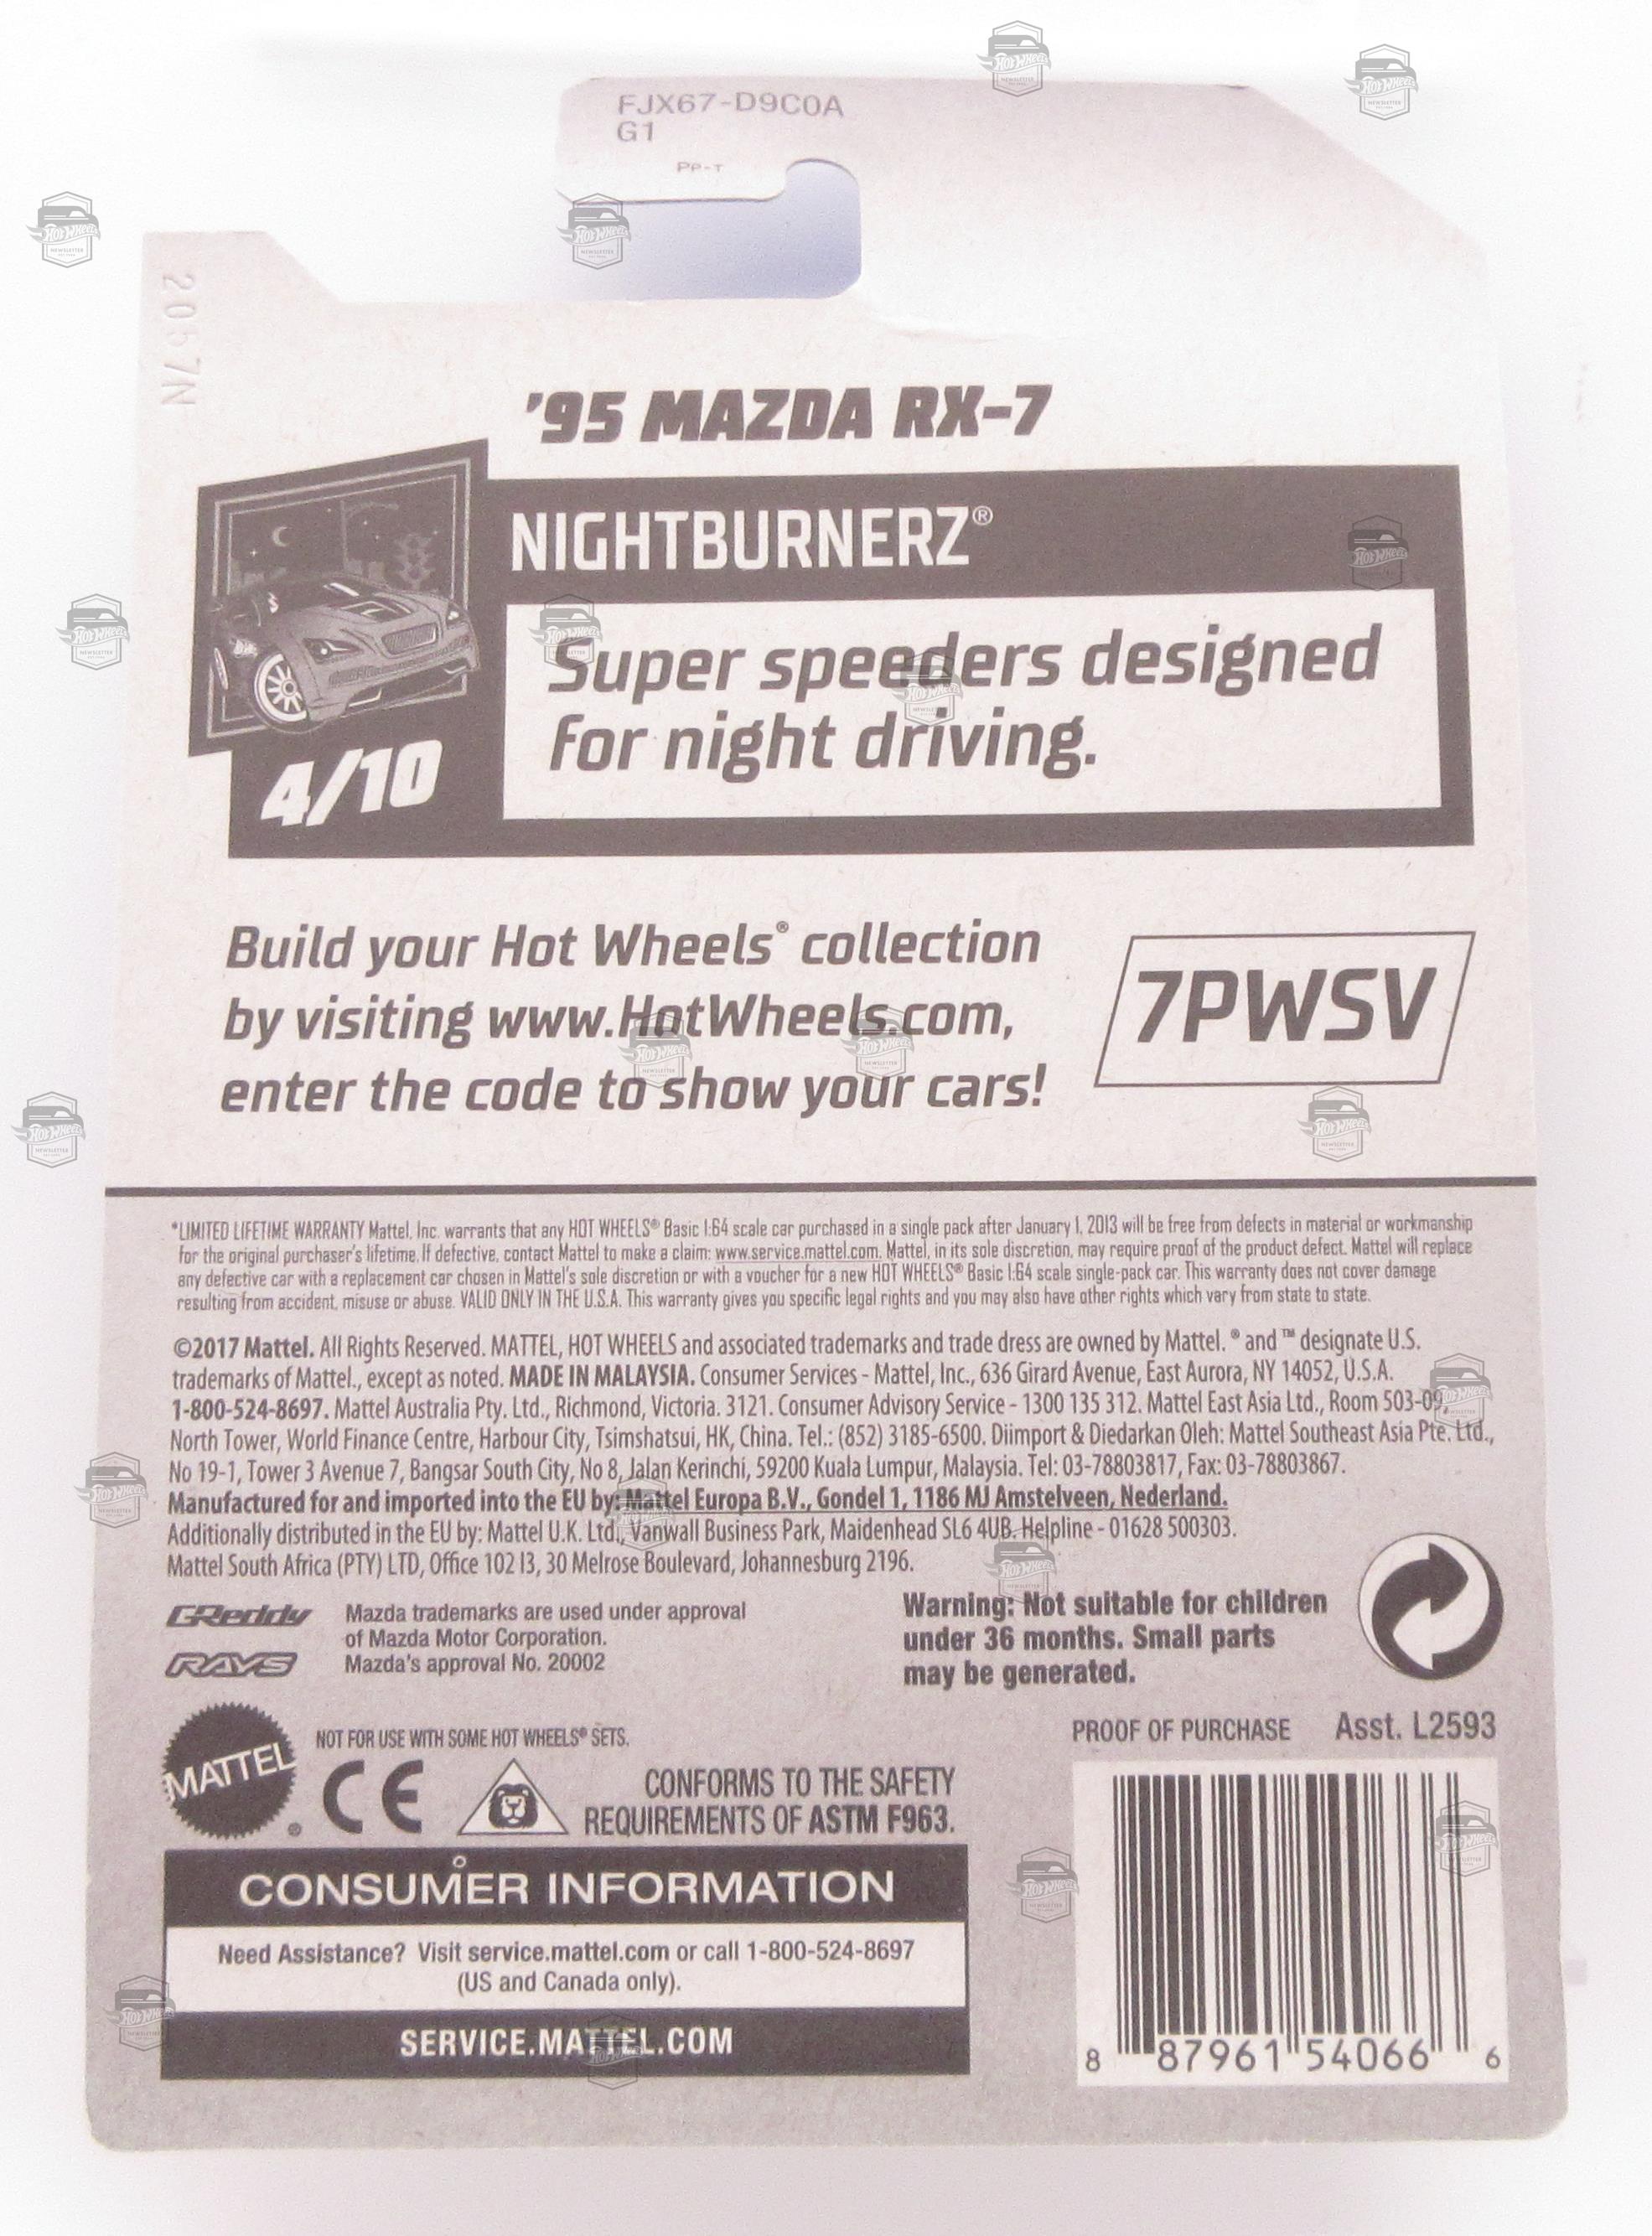 FJX67-D9C0A
G1
PP-T
'95 MAZDA RX-7
NIGHTBURNERZ®
Super speeders designed
for night driving.
4/10
Build your Hot Wheels® collection
by visiting www.HotWheels.com,
enter the code to show your cars!
7PWSV
*LIMITED LIFETIME WARRANTY Mattel, Inc. warrants that any HOT WHEELS® Basic 1:64 scale car purchased in a single pack after January 1, 2013 will be free from defects in material or workmanship
for the original purchaser's lifetime. If defective, contact Mattel to make a claim: www.service.mattel.com. Mattel, in its sole discretion, may require proof of the product defect. Mattel will replace
any defective car with a replacement car chosen in Mattel's sole discretion or with a voucher for a new HOT WHEELS® Basic 1:64 scale single-pack car. This warranty does not cover damage
resulting from accident, misuse or abuse. VALID ONLY IN THE U.S.A. This warranty gives you specific legal rights and you may also have other rights which vary from state to state.
©2017 Mattel. All Rights Reserved. MATTEL, HOT WHEELS and associated trademarks and trade dress are owned by Mattel. ® and ™ designate U.S.
trademarks of Mattel., except as noted. MADE IN MALAYSIA. Consumer Services - Mattel, Inc., 636 Girard Avenue, East Aurora, NY 14052, U.S.A.
1-800-524-8697. Mattel Australia Pty. Ltd., Richmond, Victoria. 3121. Consumer Advisory Service - 1300 135 312. Mattel East Asia Ltd., Room 503-09,
North Tower, World Finance Centre, Harbour City, Tsimshatsui, HK, China. Tel.: (852) 3185-6500. Diimport & Diedarkan Oleh: Mattel Southeast Asia Pte. Ltd.,
No 19-1, Tower 3 Avenue 7, Bangsar South City, No 8, Jalan Kerinchi, 59200 Kuala Lumpur, Malaysia. Tel: 03-78803817, Fax: 03-78803867.
Manufactured for and imported into the EU by: Mattel Europa B.V., Gondel 1, 1186 MJ Amstelveen, Nederland.
Additionally distributed in the EU by: Mattel U.K. Ltd., Vanwall Business Park, Maidenhead SL6 4UB. Helpline - 01628 500303.
Mattel South Africa (PTY) LTD, Office 102 I3, 30 Melrose Boulevard, Johannesburg 2196.
GReddy
RAYS
Mazda trademarks are used under approval
of Mazda Motor Corporation.
Mazda's approval No. 20002
Warning: Not suitable for children
under 36 months. Small parts
may be generated.
MATTEL®
NOT FOR USE WITH SOME HOT WHEELS® SETS.
CE
CONFORMS TO THE SAFETY
REQUIREMENTS OF ASTM F963.
PROOF OF PURCHASE Asst. L2593
CONSUMER INFORMATION
Need Assistance? Visit service.mattel.com or call 1-800-524-8697
(US and Canada only).
SERVICE.MATTEL.COM
8 87961 54066 6